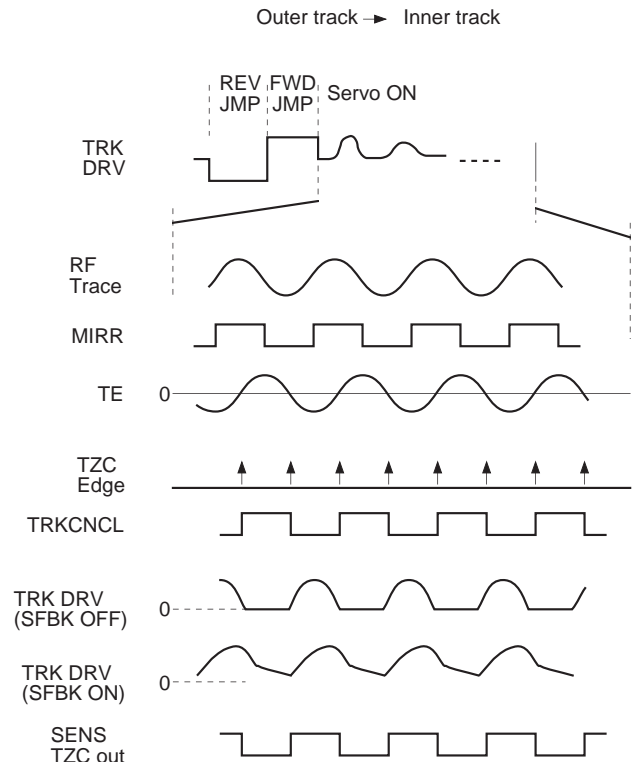 Outer track → Inner track
REV FWD
JMP JMP Servo ON
TRK
DRV
RF
Trace
MIRR
TE 0
TZC
Edge
TRKCNCL
TRK DRV
(SFBK OFF) 0
TRK DRV
(SFBK ON) 0
SENS
TZC out